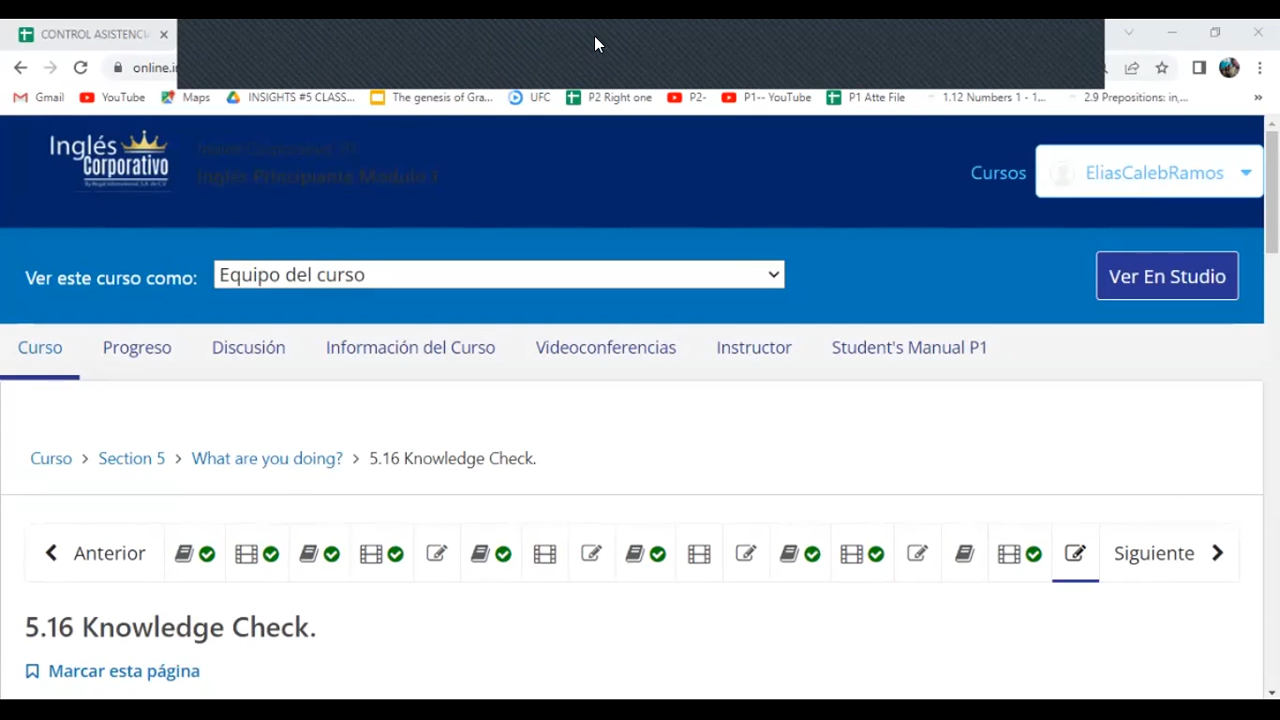 CONTROL ASISTENCI
online.i
Gmail YouTube Maps INSIGHTS #5 CLASS... The genesis of Gra... UFC P2 Right one P2- P1-- YouTube P1 Atte File 1.12 Numbers 1 - 1... 2.9 Prepositions: in,... »
Inglés
Corporativo
Cursos EliasCalebRamos
Ver este curso como: Equipo del curso Ver En Studio
Curso Progreso Discusión Información del Curso Videoconferencias Instructor Student's Manual P1
Curso > Section 5 > What are you doing? > 5.16 Knowledge Check.
Anterior Siguiente
5.16 Knowledge Check.
Marcar esta página